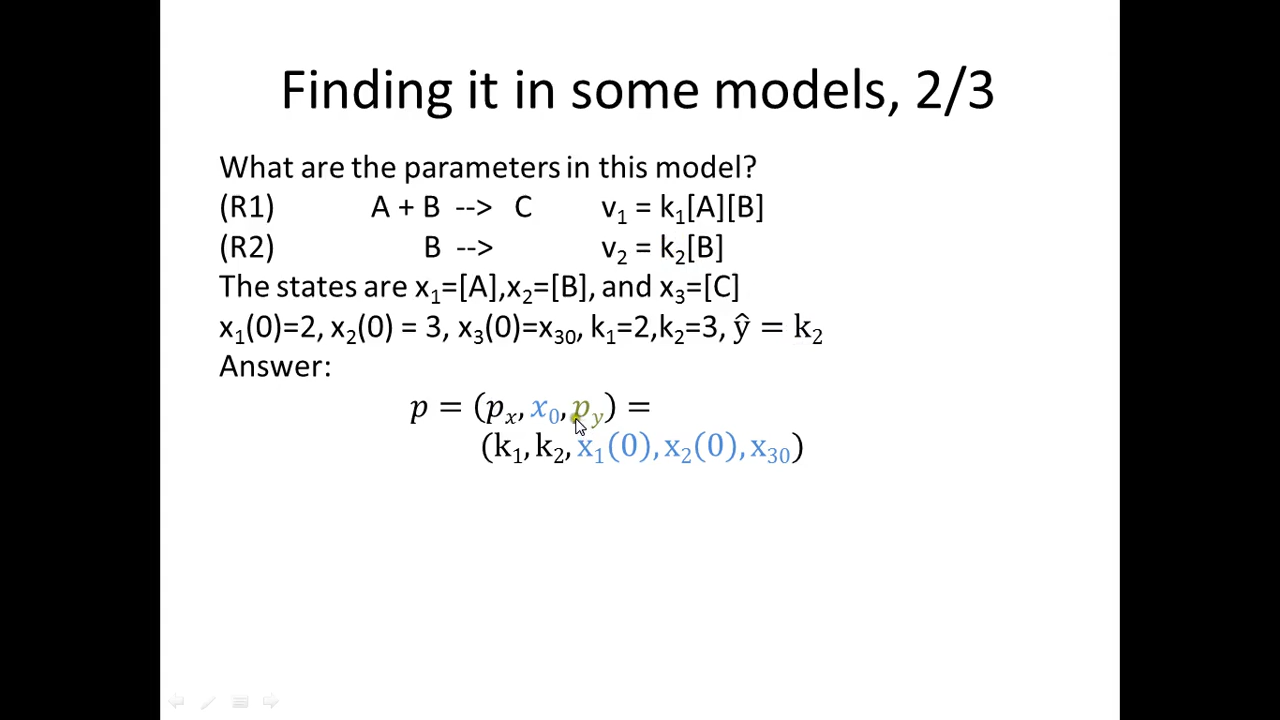 Finding it in some models, 2/3
What are the parameters in this model?
(R1) A + B --> C v₁ = k₁[A][B]
(R2) B --> v₂ = k₂[B]
The states are x₁=[A],x₂=[B], and x₃=[C]
x₁(0)=2, x₂(0) = 3, x₃(0)=x₃₀, k₁=2,k₂=3, ŷ = k₂
Answer:
p = (pₓ, x₀, p_y) =
(k₁, k₂, x₁(0), x₂(0), x₃₀)